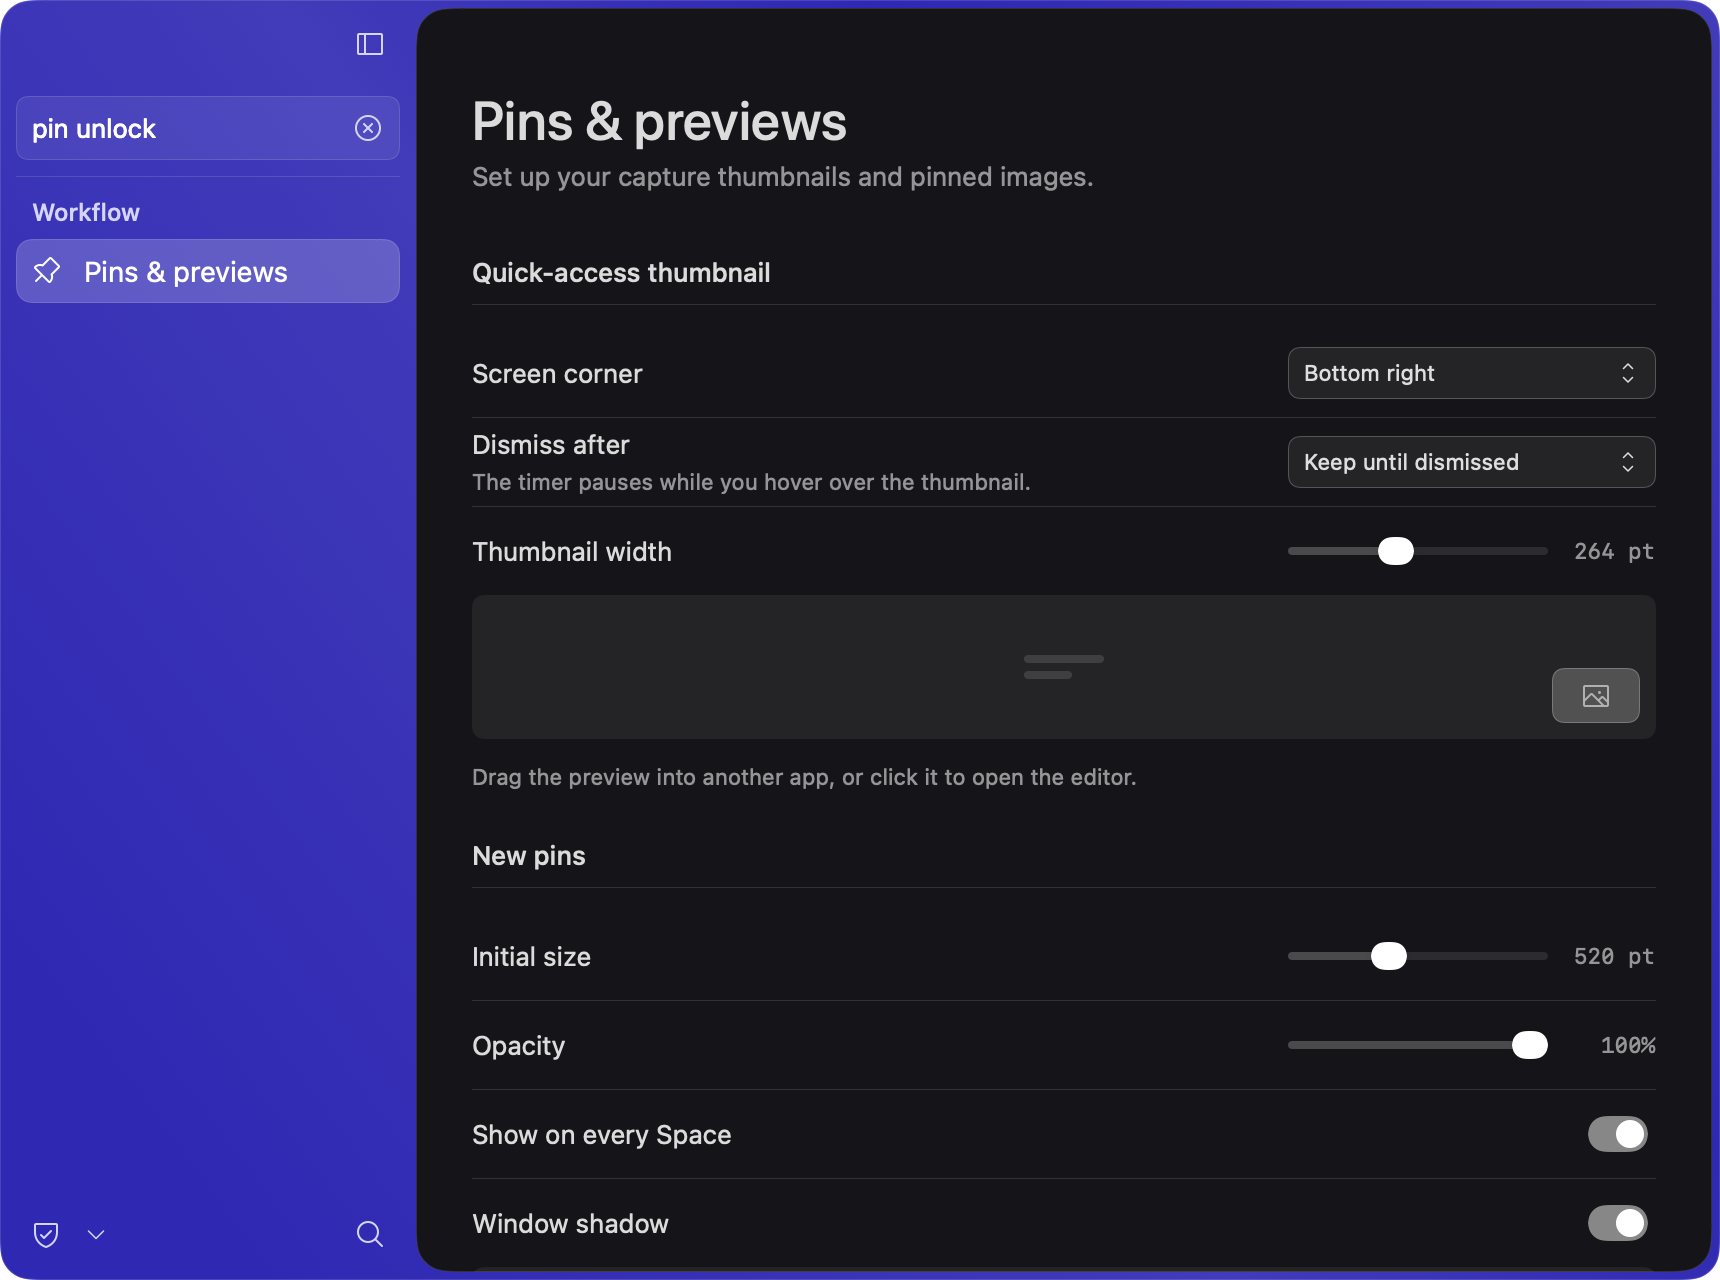 pin unlock
Workflow
Pins & previews
Pins & previews
Set up your capture thumbnails and pinned images.
Quick-access thumbnail
Screen corner
Bottom right
Dismiss after
The timer pauses while you hover over the thumbnail.
Keep until dismissed
Thumbnail width
264 pt
Drag the preview into another app, or click it to open the editor.
New pins
Initial size
520 pt
Opacity
100%
Show on every Space
Window shadow